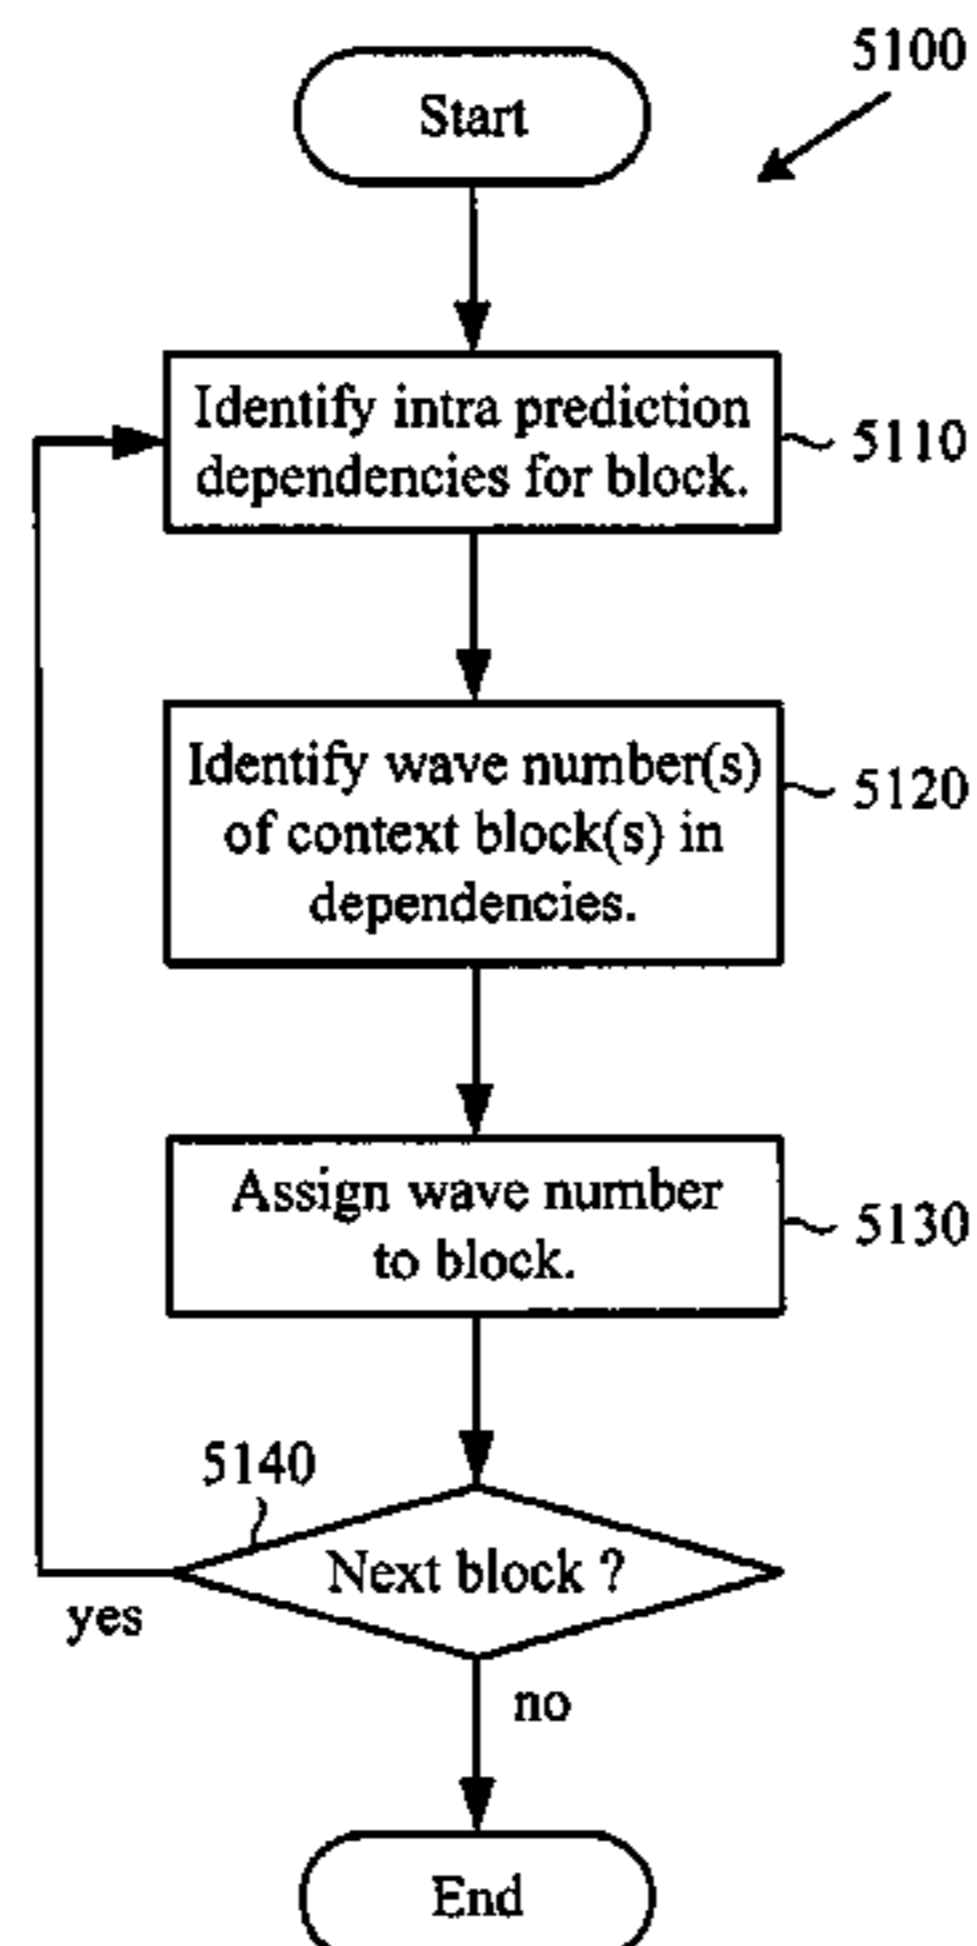 5100
Start
Identify intra prediction
dependencies for block.
5110
Identify wave number(s)
of context block(s) in
dependencies.
5120
Assign wave number
to block.
5130
5140
Next block ?
yes
no
End